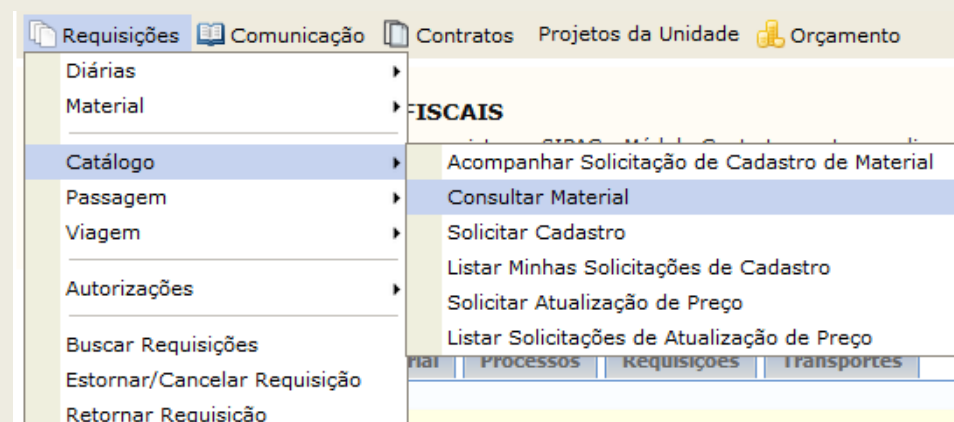 Requisições Comunicação Contratos Projetos da Unidade Orçamento
Diárias
Material
FISCAIS
Catálogo
Acompanhar Solicitação de Cadastro de Material
Passagem
Consultar Material
Viagem
Solicitar Cadastro
Listar Minhas Solicitações de Cadastro
Autorizações
Solicitar Atualização de Preço
Buscar Requisições
Listar Solicitações de Atualização de Preço
Processos Requisições Transportes
Estornar/Cancelar Requisição
Retornar Requisição